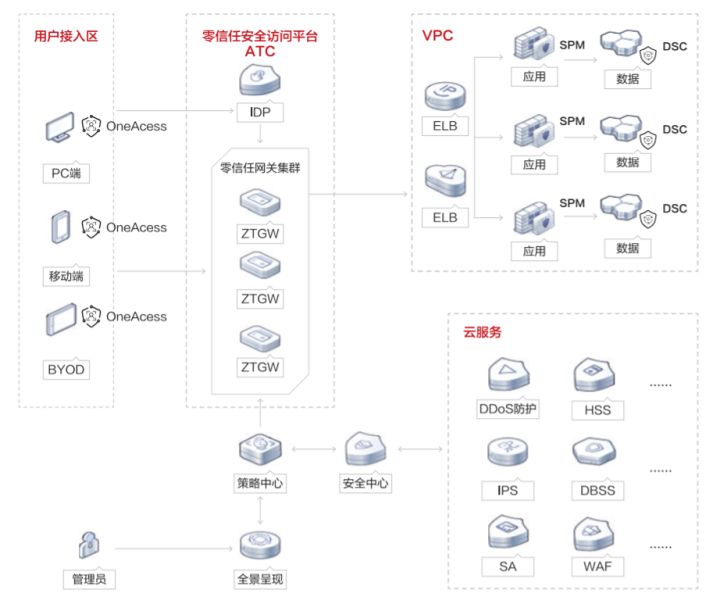 用户接入区
OneAcess
PC端
OneAcess
移动端
OneAcess
BYOD
零信任安全访问平台
ATC
IDP
零信任网关集群
ZTGW
ZTGW
ZTGW
VPC
ELB
ELB
应用
SPM
数据
DSC
应用
SPM
数据
DSC
应用
SPM
数据
DSC
云服务
DDoS防护
HSS
......
IPS
DBSS
......
SA
WAF
......
策略中心
安全中心
管理员
全景呈现